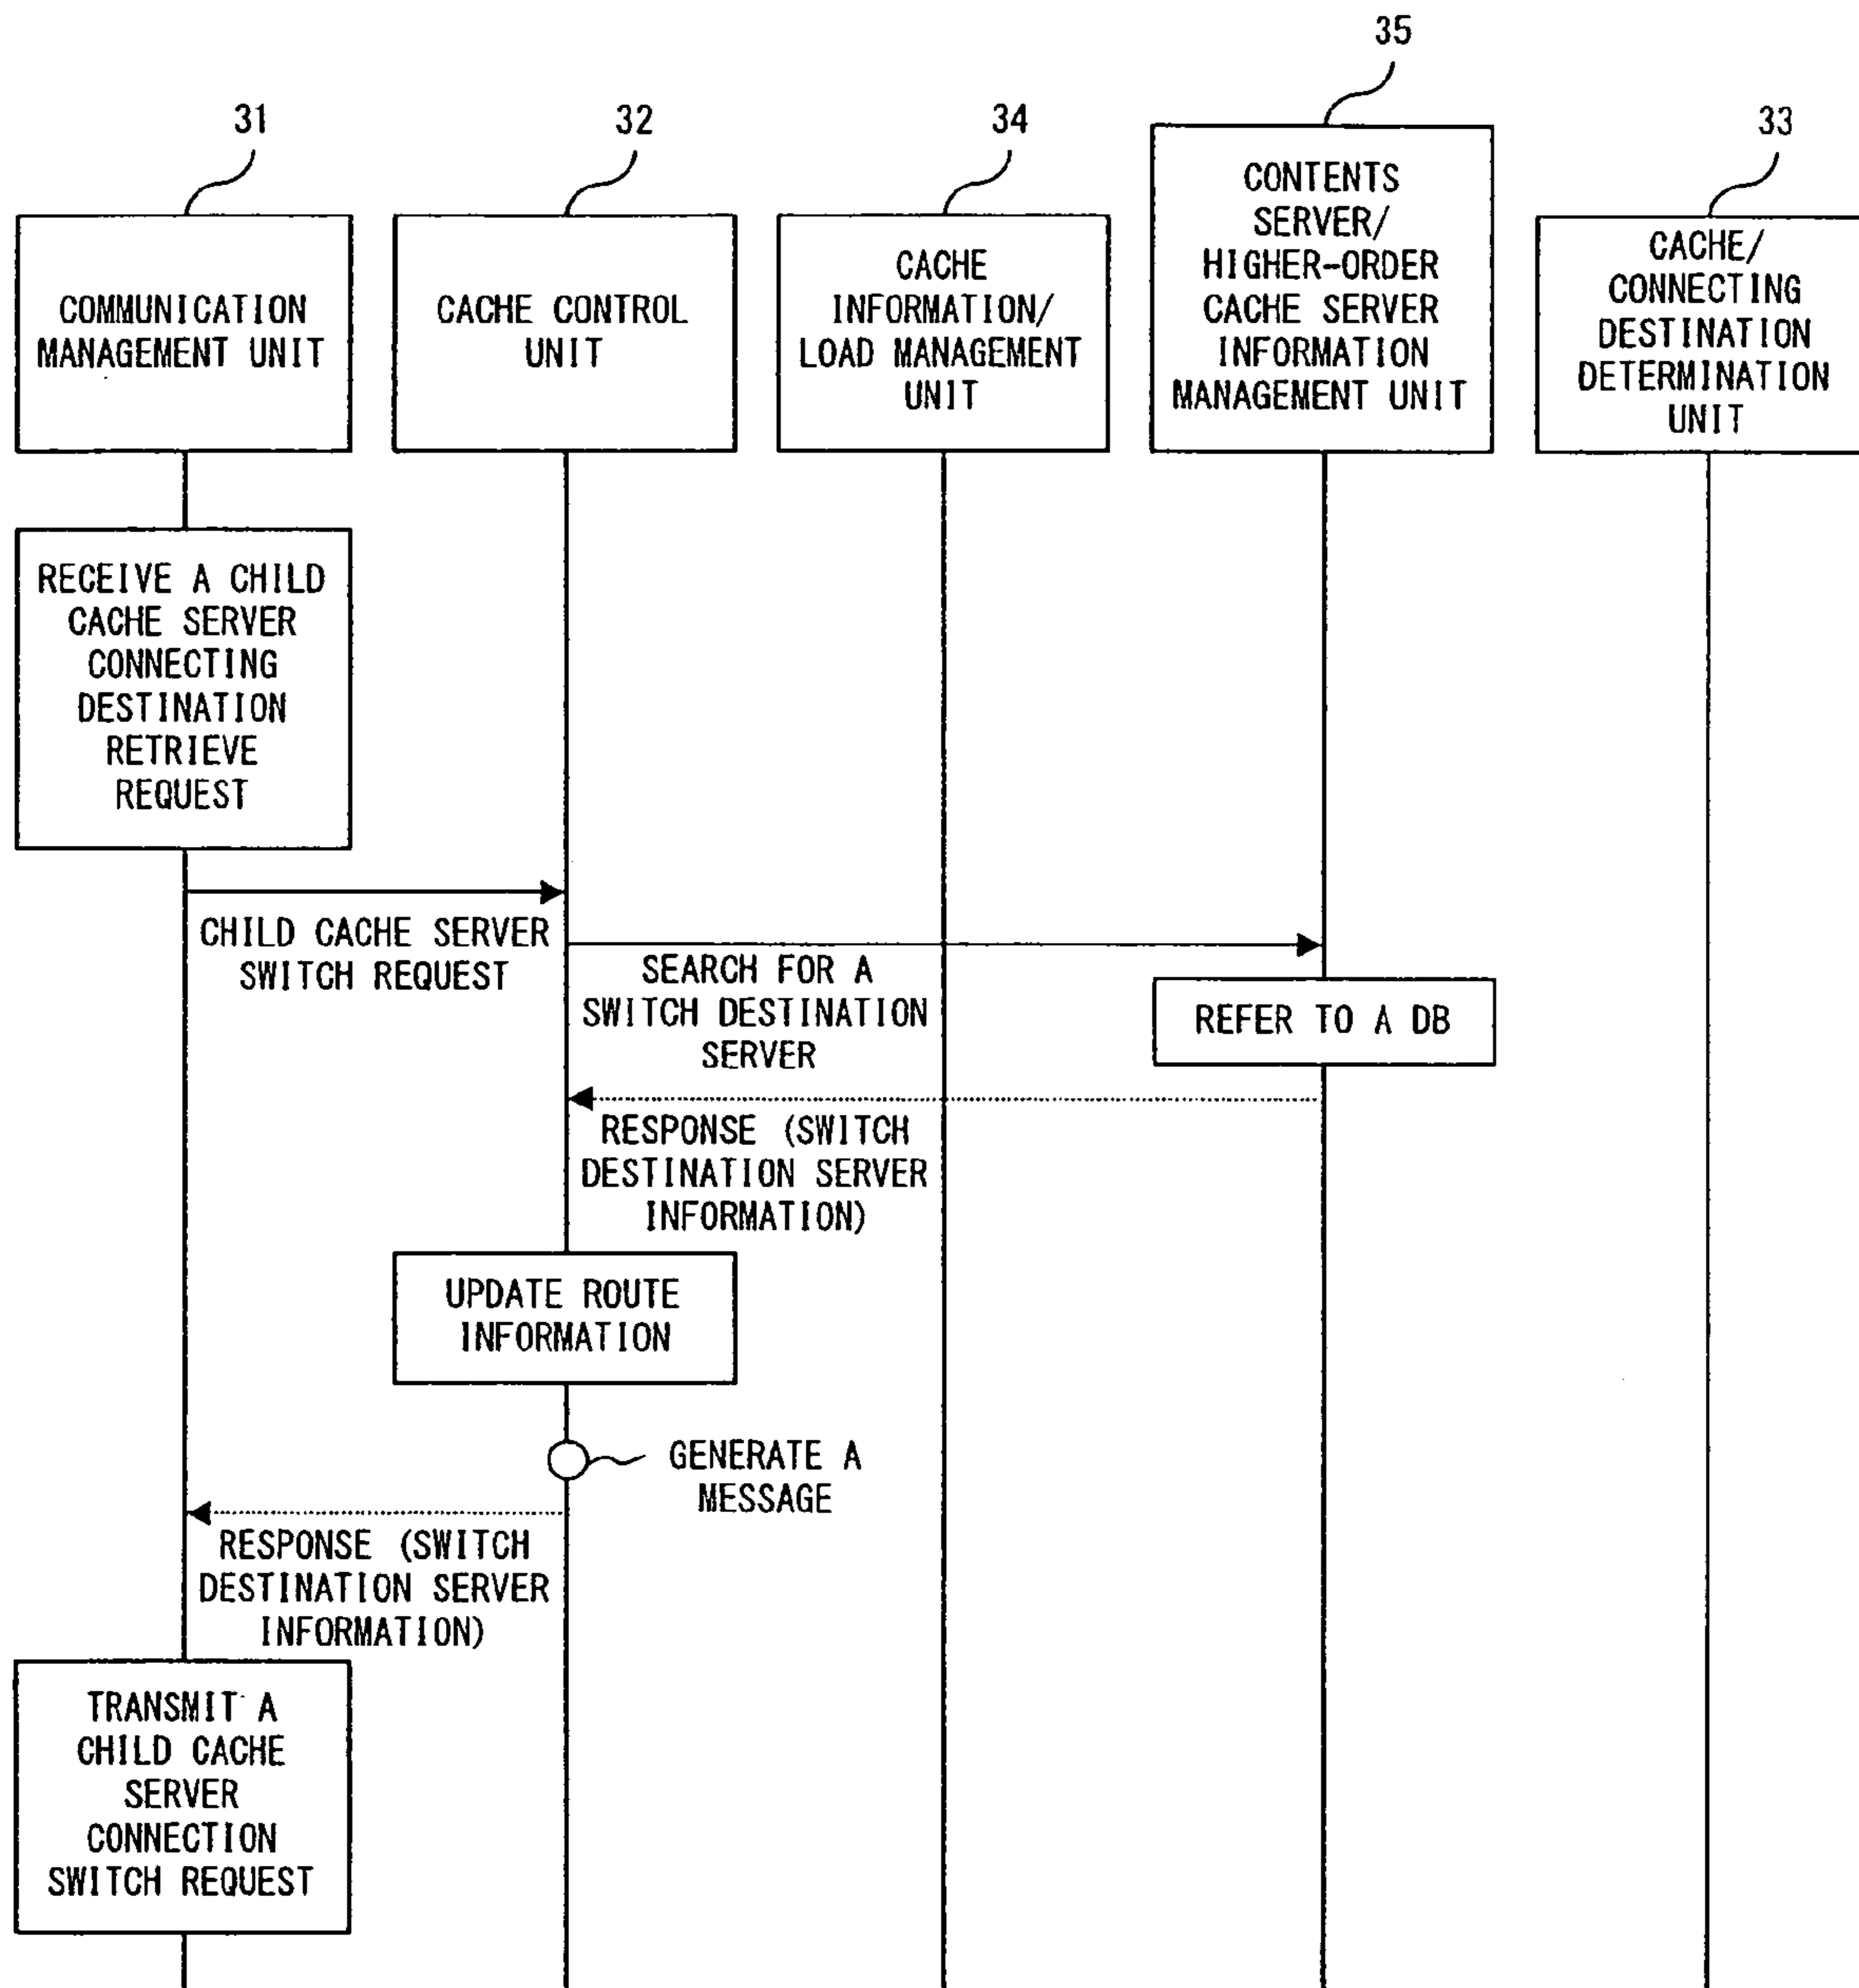 35
31
32
34
33
COMMUNICATION
MANAGEMENT UNIT
CACHE CONTROL
UNIT
CACHE
INFORMATION/
LOAD MANAGEMENT
UNIT
CONTENTS
SERVER/
HIGHER-ORDER
CACHE SERVER
INFORMATION
MANAGEMENT UNIT
CACHE/
CONNECTING
DESTINATION
DETERMINATION
UNIT
RECEIVE A CHILD
CACHE SERVER
CONNECTING
DESTINATION
RETRIEVE
REQUEST
CHILD CACHE SERVER
SWITCH REQUEST
SEARCH FOR A
SWITCH DESTINATION
SERVER
REFER TO A DB
RESPONSE (SWITCH
DESTINATION SERVER
INFORMATION)
UPDATE ROUTE
INFORMATION
GENERATE A
MESSAGE
RESPONSE (SWITCH
DESTINATION SERVER
INFORMATION)
TRANSMIT A
CHILD CACHE
SERVER
CONNECTION
SWITCH REQUEST